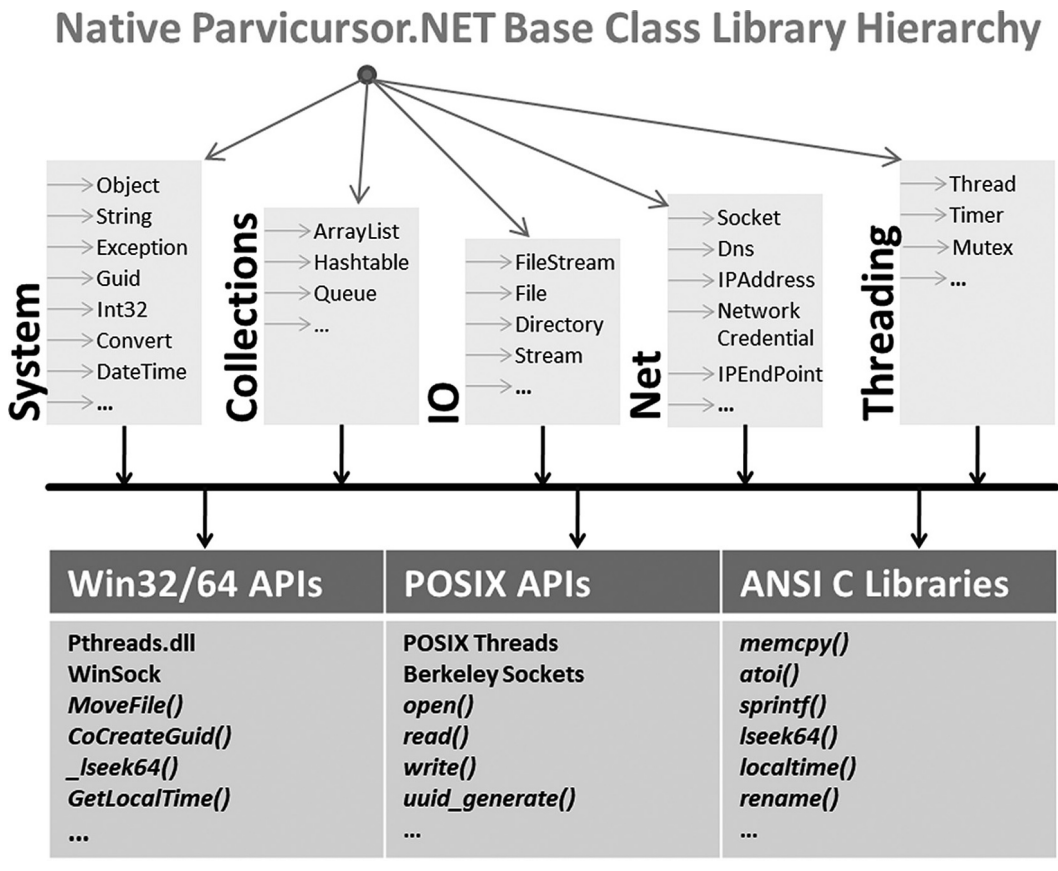 Native Parvicursor.NET Base Class Library Hierarchy
System
Object
String
Exception
Guid
Int32
Convert
DateTime
...
Collections
ArrayList
Hashtable
Queue
...
IO
FileStream
File
Directory
Stream
...
Net
Socket
Dns
IPAddress
Network
Credential
IPEndPoint
...
Threading
Thread
Timer
Mutex
...
Win32/64 APIs
Pthreads.dll
WinSock
MoveFile()
CoCreateGuid()
_lseek64()
GetLocalTime()
...
POSIX APIs
POSIX Threads
Berkeley Sockets
open()
read()
write()
uuid_generate()
...
ANSI C Libraries
memcpy()
atoi()
sprintf()
lseek64()
localtime()
rename()
...